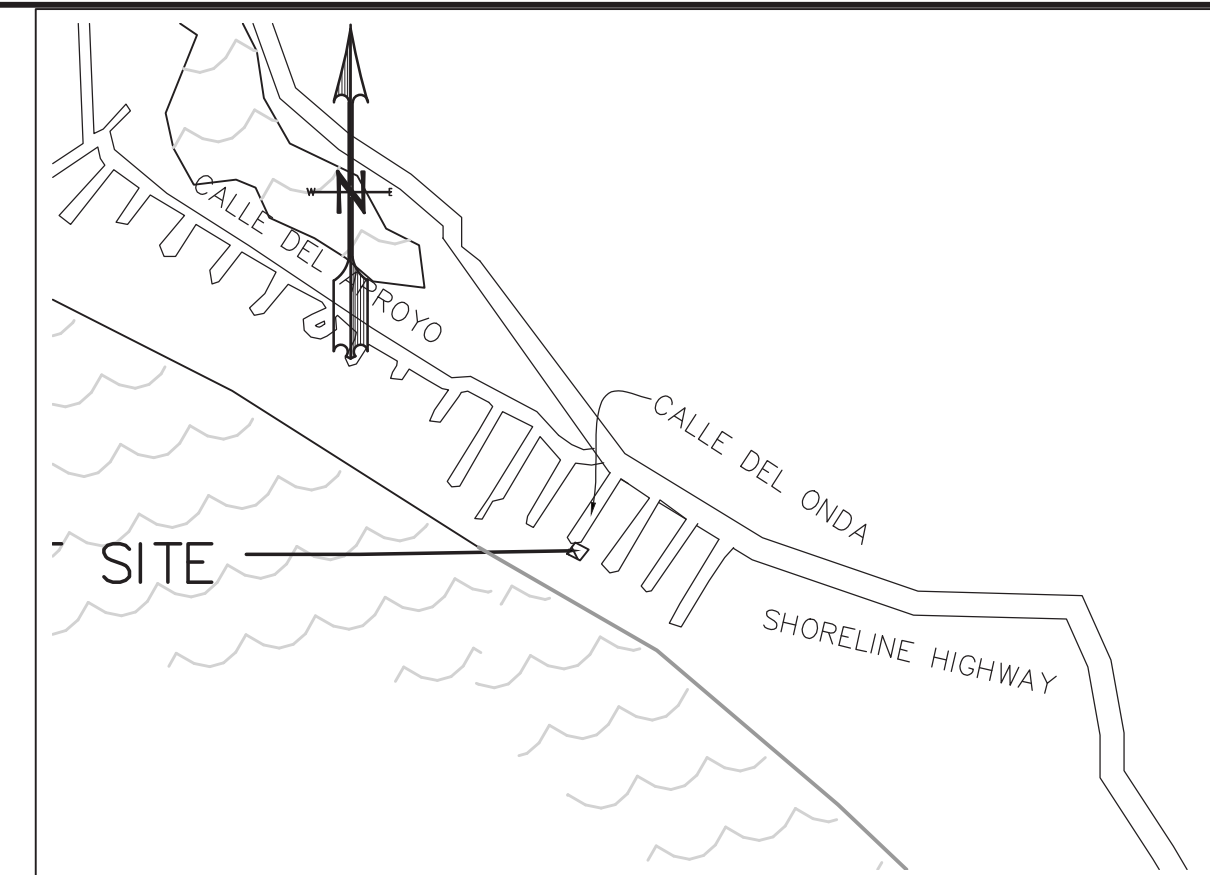 N
W E
CALLE DEL ARROYO
CALLE DEL ONDA
SITE
SHORELINE HIGHWAY